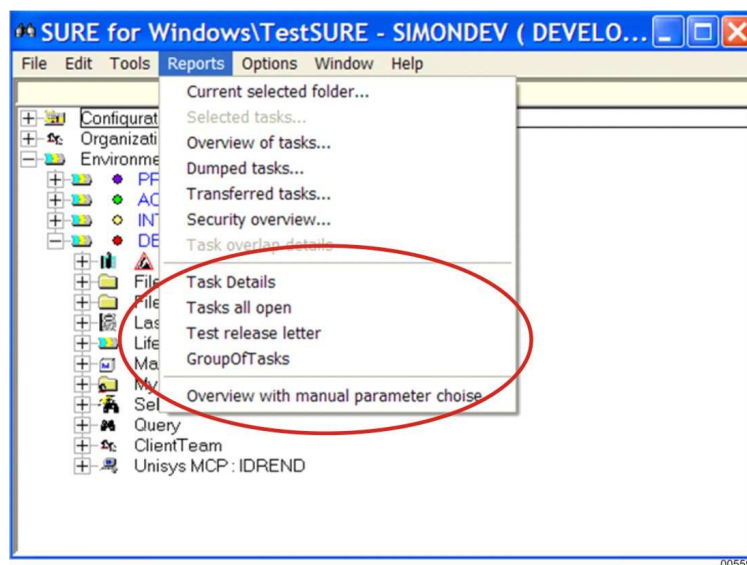 SURE for Windows\TestSURE - SIMONDEV ( DEVELO...
File Edit Tools Reports Options Window Help
Current selected folder...
Selected tasks...
Overview of tasks...
Dumped tasks...
Transferred tasks...
Security overview...
Task overlap details
Task Details
Tasks all open
Test release letter
GroupOfTasks
Overview with manual parameter choise
Configurat
Organizati
Environme
PF
AC
INT
DE
File
File
Las
Life
Ma
My
Sel
Query
ClientTeam
Unisys MCP : IDREND